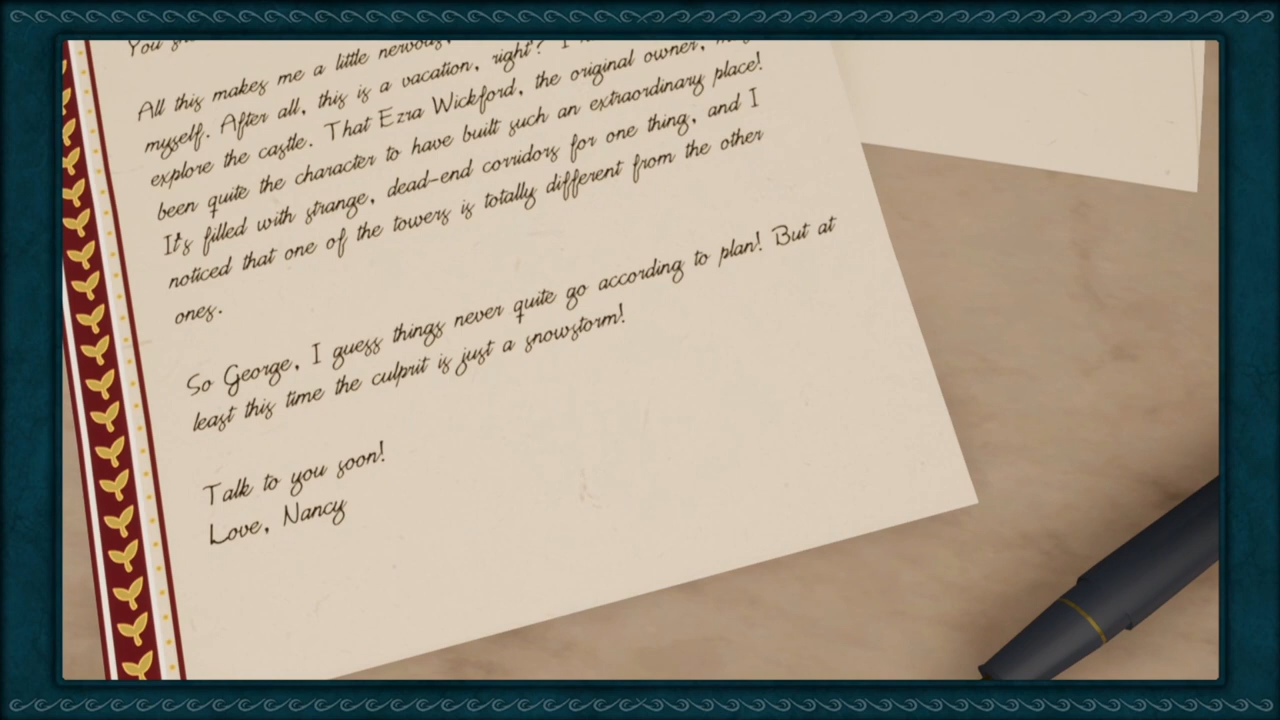 You
All this makes me a little nervous,
myself. After all, this is a vacation, right? I
explore the castle. That Ezra Wickford, the original owner,
been quite the character to have built such an extraordinary place!
It's filled with strange, dead-end corridors for one thing, and I
noticed that one of the towers is totally different from the other
ones.
So George, I guess things never quite go according to plan! But at
least this time the culprit is just a snowstorm!
Talk to you soon!
Love, Nancy